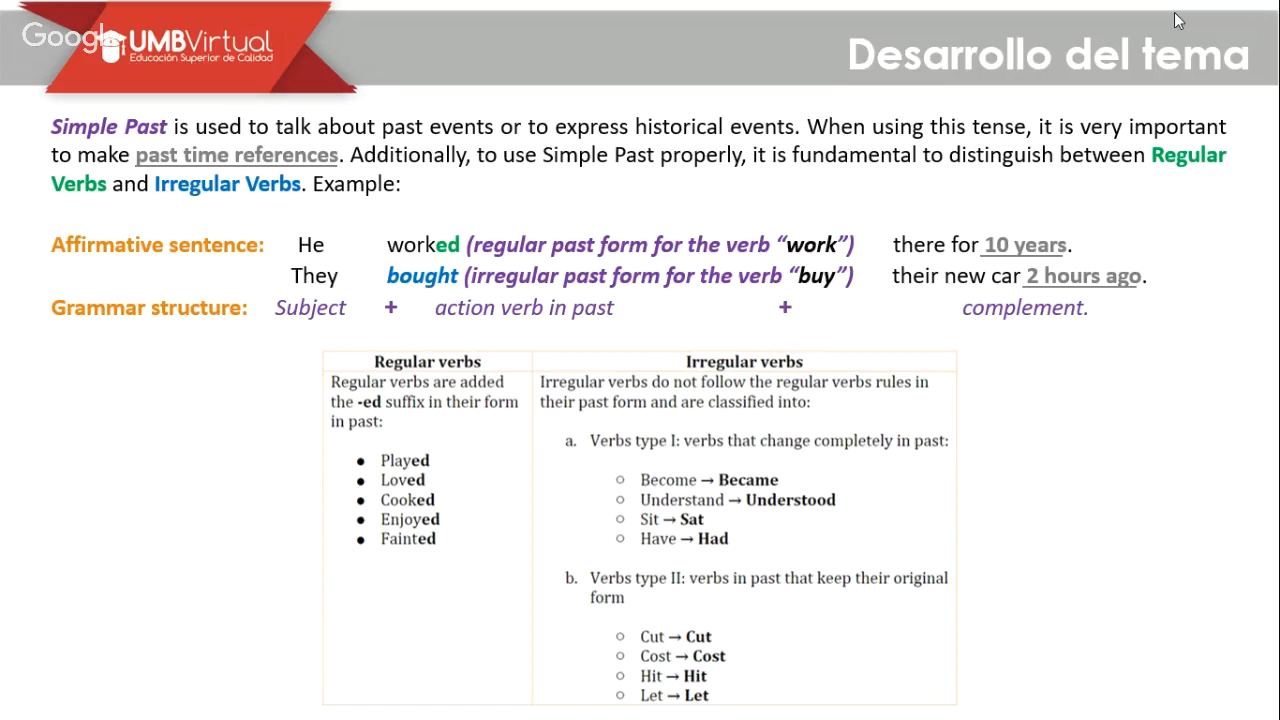 Google
UMBVirtual
Educación Superior de Calidad
Desarrollo del tema
Simple Past is used to talk about past events or to express historical events. When using this tense, it is very important
to make past time references. Additionally, to use Simple Past properly, it is fundamental to distinguish between Regular
Verbs and Irregular Verbs. Example:
Affirmative sentence: He worked (regular past form for the verb “work”) there for 10 years.
They bought (irregular past form for the verb “buy”) their new car 2 hours ago.
Grammar structure: Subject + action verb in past + complement.
Regular verbs
Regular verbs are added
the -ed suffix in their form
in past:
● Played
● Loved
● Cooked
● Enjoyed
● Fainted
Irregular verbs
Irregular verbs do not follow the regular verbs rules in
their past form and are classified into:
a. Verbs type I: verbs that change completely in past:
○ Become → Became
○ Understand → Understood
○ Sit → Sat
○ Have → Had
b. Verbs type II: verbs in past that keep their original
form
○ Cut → Cut
○ Cost → Cost
○ Hit → Hit
○ Let → Let